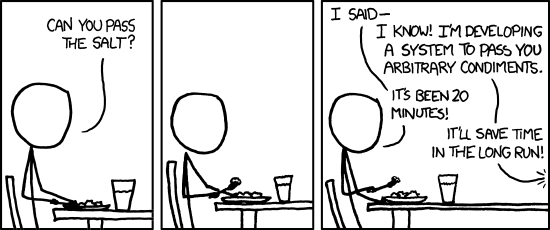 CAN YOU PASS
THE SALT?
I SAID—
I KNOW! I'M DEVELOPING
A SYSTEM TO PASS YOU
ARBITRARY CONDIMENTS.
IT'S BEEN 20
MINUTES!
IT'LL SAVE TIME
IN THE LONG RUN!